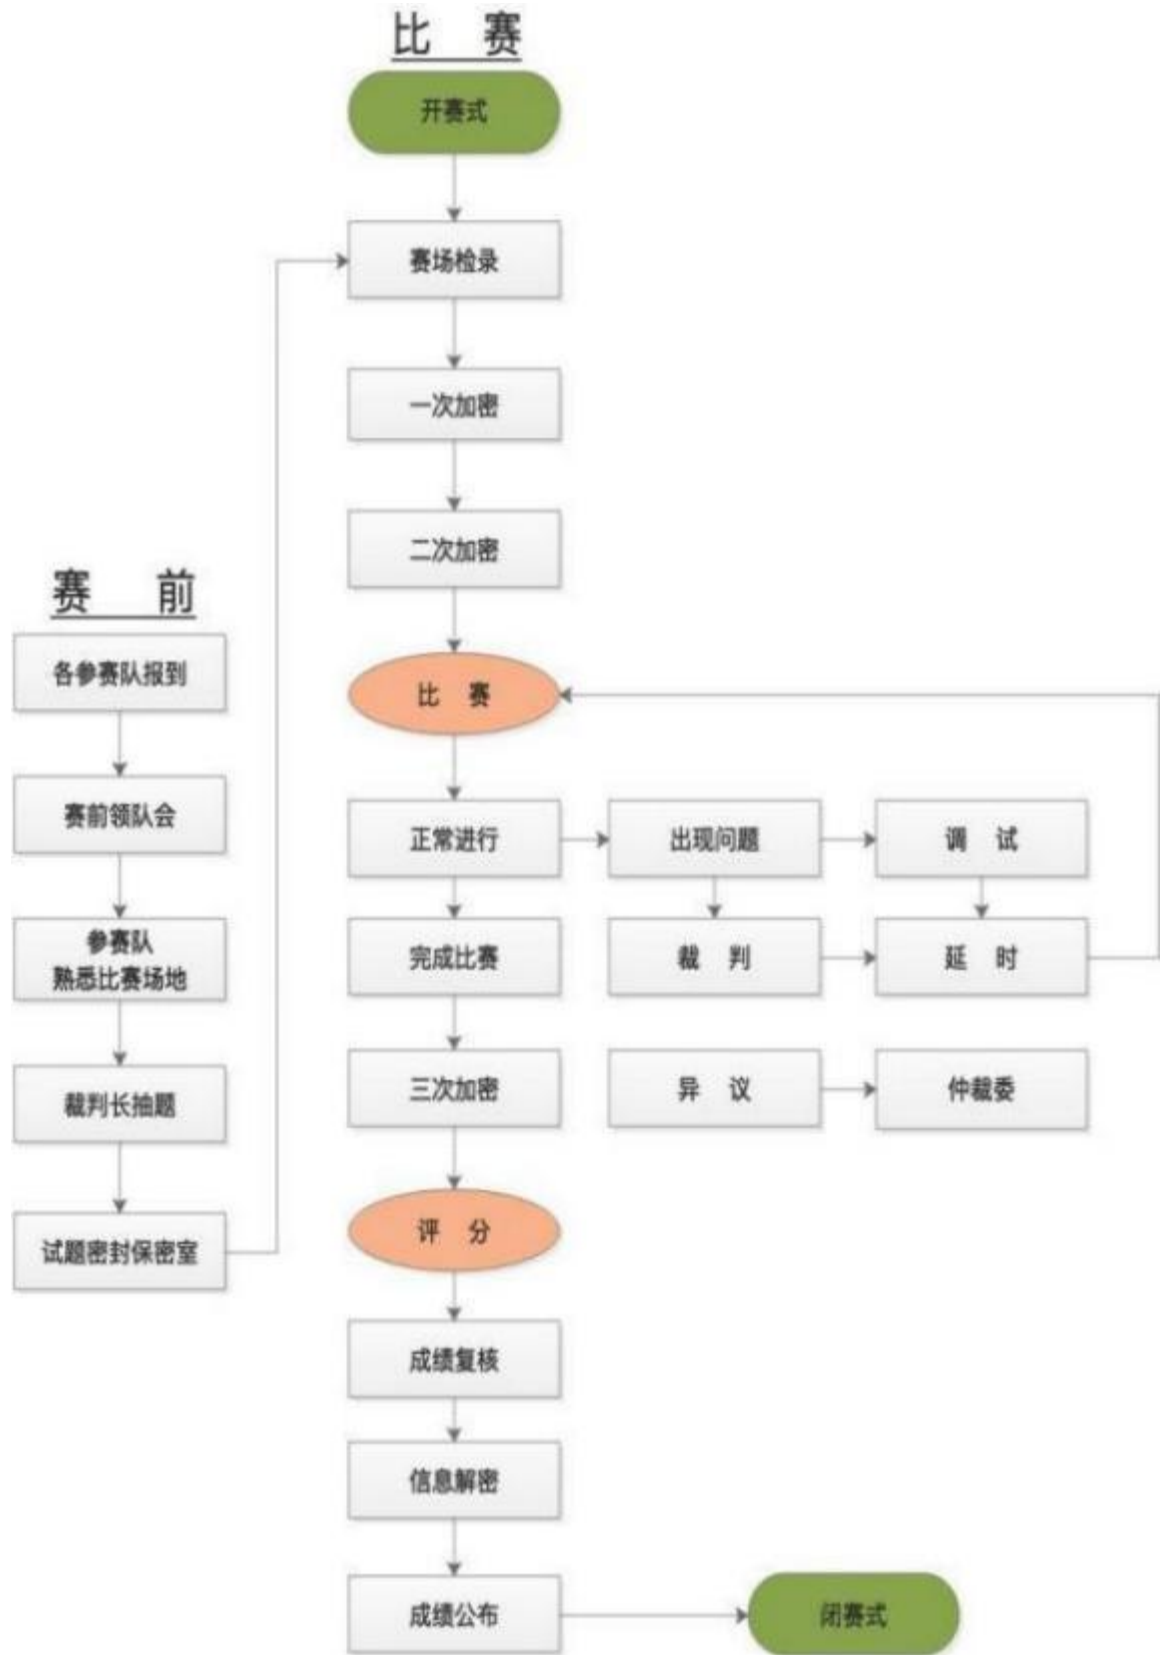 比 赛
开赛式
赛场检录
一次加密
二次加密
赛 前
各参赛队报到
比 赛
赛前领队会
正常进行
出现问题
调 试
参赛队
熟悉比赛场地
完成比赛
裁 判
延 时
裁判长抽题
三次加密
异 议
仲裁委
试题密封保密室
评 分
成绩复核
信息解密
成绩公布
闭赛式